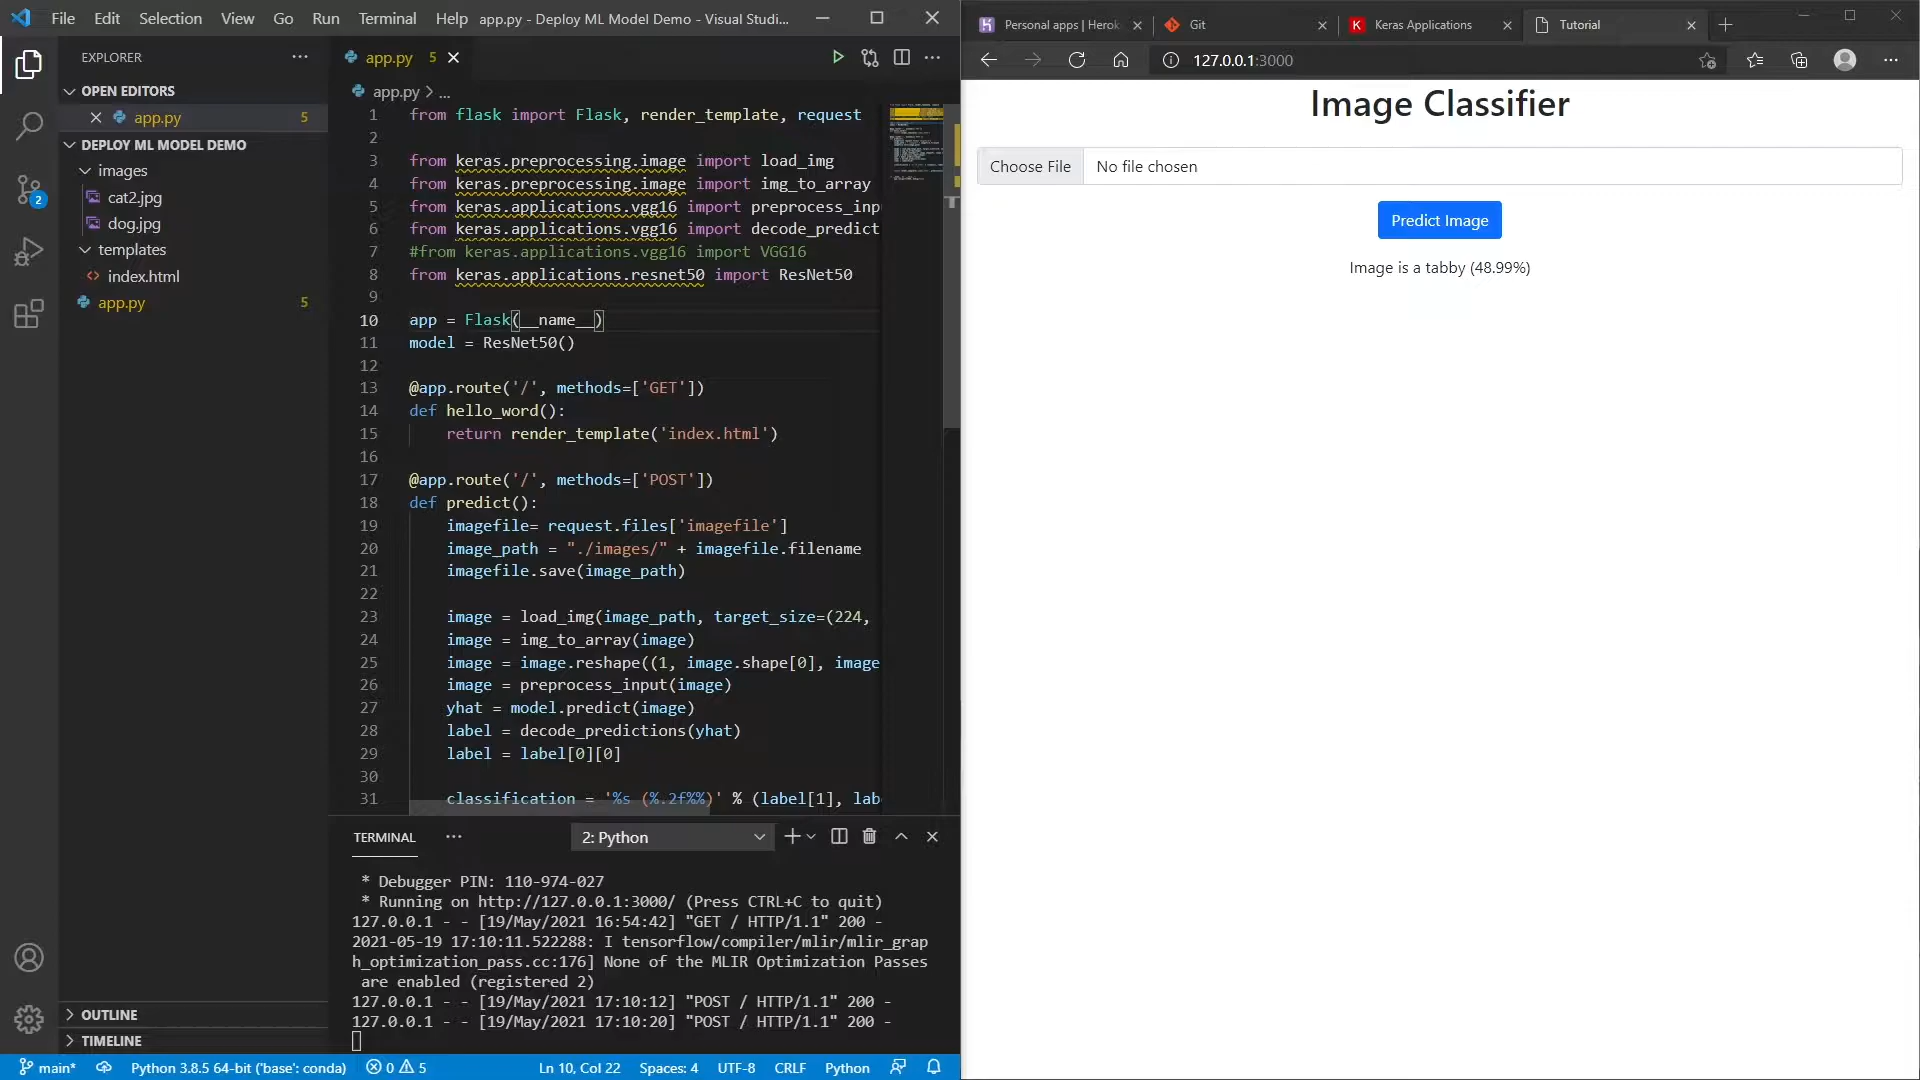 File Edit Selection View Go Run Terminal Help app.py - Deploy ML Model Demo - Visual Studi...
EXPLORER
OPEN EDITORS
app.py 5
DEPLOY ML MODEL DEMO
images
cat2.jpg
dog.jpg
templates
index.html
app.py 5
2
OUTLINE
TIMELINE
app.py 5
app.py > ...
1 from flask import Flask, render_template, request
2
3 from keras.preprocessing.image import load_img
4 from keras.preprocessing.image import img_to_array
5 from keras.applications.vgg16 import preprocess_inp
6 from keras.applications.vgg16 import decode_predict
7 #from keras.applications.vgg16 import VGG16
8 from keras.applications.resnet50 import ResNet50
9
10 app = Flask(__name__)
11 model = ResNet50()
12
13 @app.route('/', methods=['GET'])
14 def hello_word():
15 return render_template('index.html')
16
17 @app.route('/', methods=['POST'])
18 def predict():
19 imagefile= request.files['imagefile']
20 image_path = "./images/" + imagefile.filename
21 imagefile.save(image_path)
22
23 image = load_img(image_path, target_size=(224,
24 image = img_to_array(image)
25 image = image.reshape((1, image.shape[0], image
26 image = preprocess_input(image)
27 yhat = model.predict(image)
28 label = decode_predictions(yhat)
29 label = label[0][0]
30
31 classification = '%s (%.2f%%)' % (label[1], lab
TERMINAL ... 2: Python
* Debugger PIN: 110-974-027
* Running on http://127.0.0.1:3000/ (Press CTRL+C to quit)
127.0.0.1 - - [19/May/2021 16:54:42] "GET / HTTP/1.1" 200 -
2021-05-19 17:10:11.522288: I tensorflow/compiler/mlir/mlir_grap
h_optimization_pass.cc:176] None of the MLIR Optimization Passes
are enabled (registered 2)
127.0.0.1 - - [19/May/2021 17:10:12] "POST / HTTP/1.1" 200 -
127.0.0.1 - - [19/May/2021 17:10:20] "POST / HTTP/1.1" 200 -
main* Python 3.8.5 64-bit ('base': conda) 0 5 Ln 10, Col 22 Spaces: 4 UTF-8 CRLF Python
Personal apps | Herok Git Keras Applications Tutorial
127.0.0.1:3000
Image Classifier
Choose File No file chosen
Predict Image
Image is a tabby (48.99%)